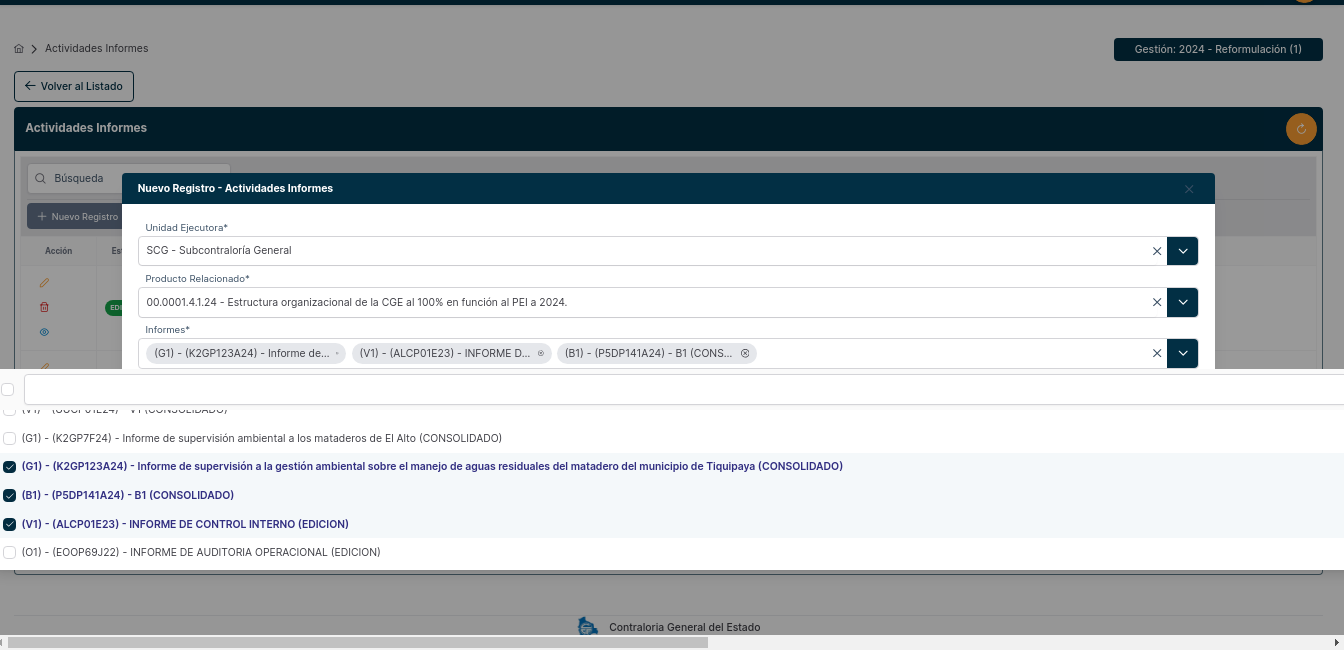 Actividades Informes
Gestión: 2024 - Reformulación (1)
Volver al Listado
Actividades Informes
Búsqueda
Nuevo Registro
Acción
Nuevo Registro - Actividades Informes
Unidad Ejecutora*
SCG - Subcontraloría General
Producto Relacionado*
00.0001.4.1.24 - Estructura organizacional de la CGE al 100% en función al PEI a 2024.
Informes*
(G1) - (K2GP123A24) - Informe de... (V1) - (ALCP01E23) - INFORME D... (B1) - (P5DP141A24) - B1 (CONS...
(G1) - (K2GP7F24) - Informe de supervisión ambiental a los mataderos de El Alto (CONSOLIDADO)
(G1) - (K2GP123A24) - Informe de supervisión a la gestión ambiental sobre el manejo de aguas residuales del matadero del municipio de Tiquipaya (CONSOLIDADO)
(B1) - (P5DP141A24) - B1 (CONSOLIDADO)
(V1) - (ALCP01E23) - INFORME DE CONTROL INTERNO (EDICION)
(O1) - (EOOP69J22) - INFORME DE AUDITORIA OPERACIONAL (EDICION)
Contraloria General del Estado